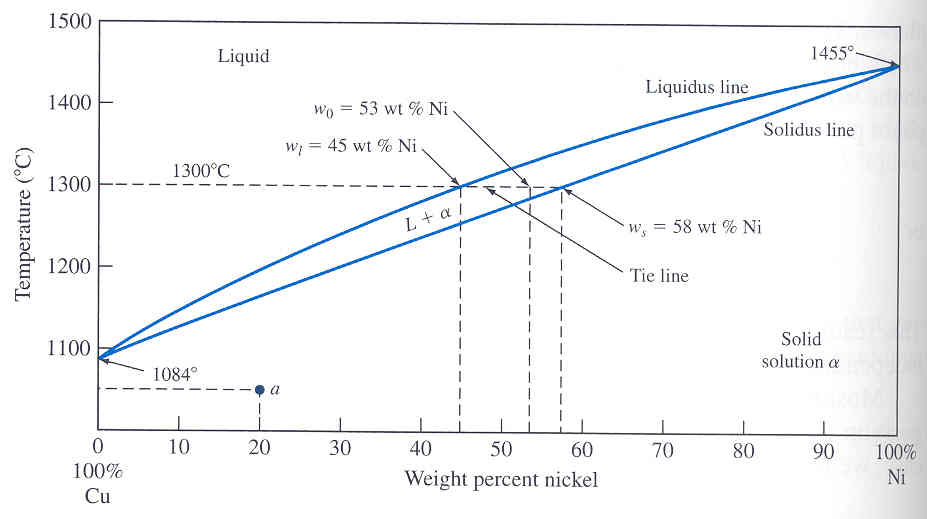 1500
1400
1300
1200
1100
Temperature (°C)
Liquid
1455°
Liquidus line
w₀ = 53 wt % Ni
Solidus line
wₗ = 45 wt % Ni
1300°C
L + α
wₛ = 58 wt % Ni
Tie line
Solid
solution α
1084°
a
0
10
20
30
40
50
60
70
80
90
100%
100%
Cu
Weight percent nickel
Ni